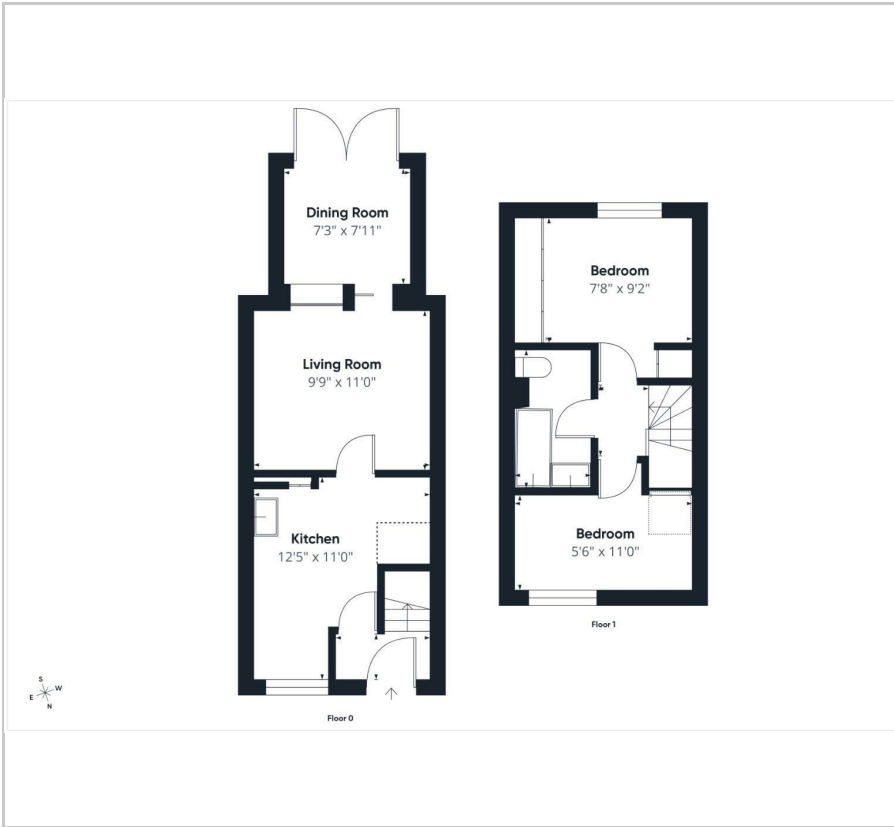 Dining Room
7'3" x 7'11"
Living Room
9'9" x 11'0"
Kitchen
12'5" x 11'0"
Floor 0
Bedroom
7'8" x 9'2"
Bedroom
5'6" x 11'0"
Floor 1
S
W
E
N